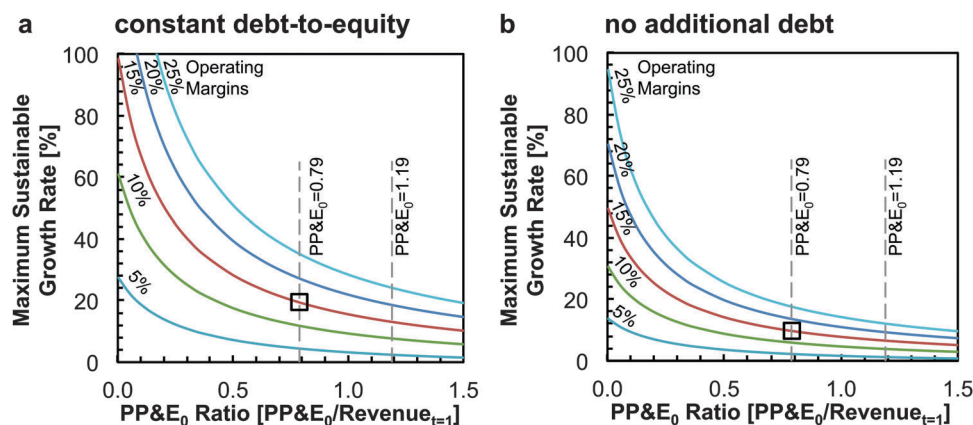 a constant debt-to-equity
Maximum Sustainable
Growth Rate [%]
100
80
60
40
20
0
15%
20%
25%
Operating
Margins
10%
5%
PP&E0=0.79
PP&E0=1.19
0.0 0.5 1.0 1.5
PP&E0 Ratio [PP&E0/Revenuet=1]
b no additional debt
Maximum Sustainable
Growth Rate [%]
100
80
60
40
20
0
25%
Operating
Margins
20%
15%
10%
5%
PP&E0=0.79
PP&E0=1.19
0.0 0.5 1.0 1.5
PP&E0 Ratio [PP&E0/Revenuet=1]